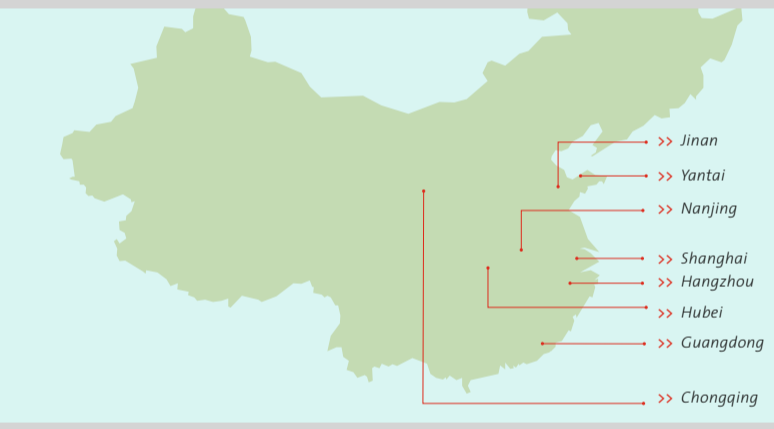 >> Jinan
>> Yantai
>> Nanjing
>> Shanghai
>> Hangzhou
>> Hubei
>> Guangdong
>> Chongqing